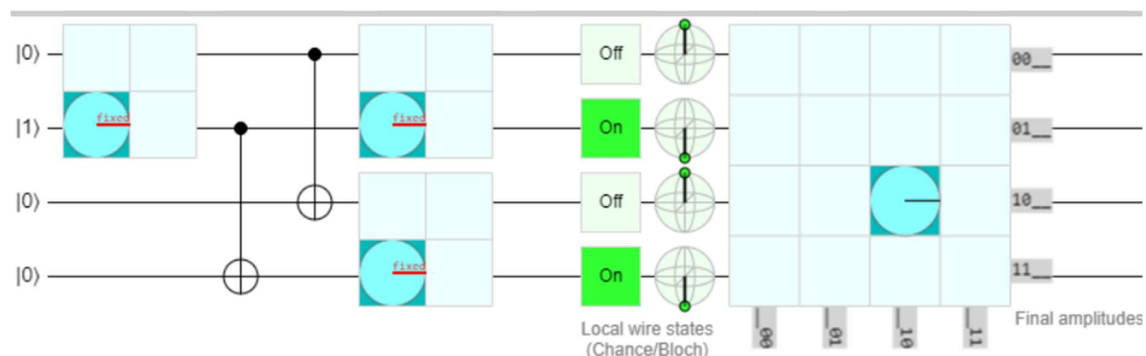 |0⟩ fixed fixed Off 00__
|1⟩ On 01__
|0⟩ fixed Off 10__
|0⟩ On 11__
Local wire states
(Chance/Bloch)
__00 __01 __10 __11
Final amplitudes